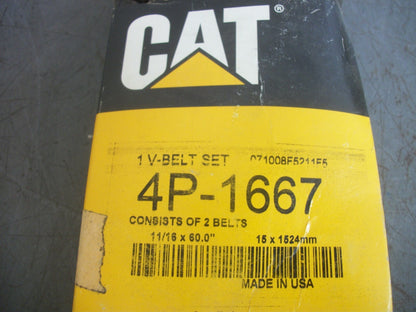 CAT®
1 V-BELT SET 071008F5211F5
4P-1667
CONSISTS OF 2 BELTS
11/16 x 60.0" 15 x 1524mm
MADE IN USA